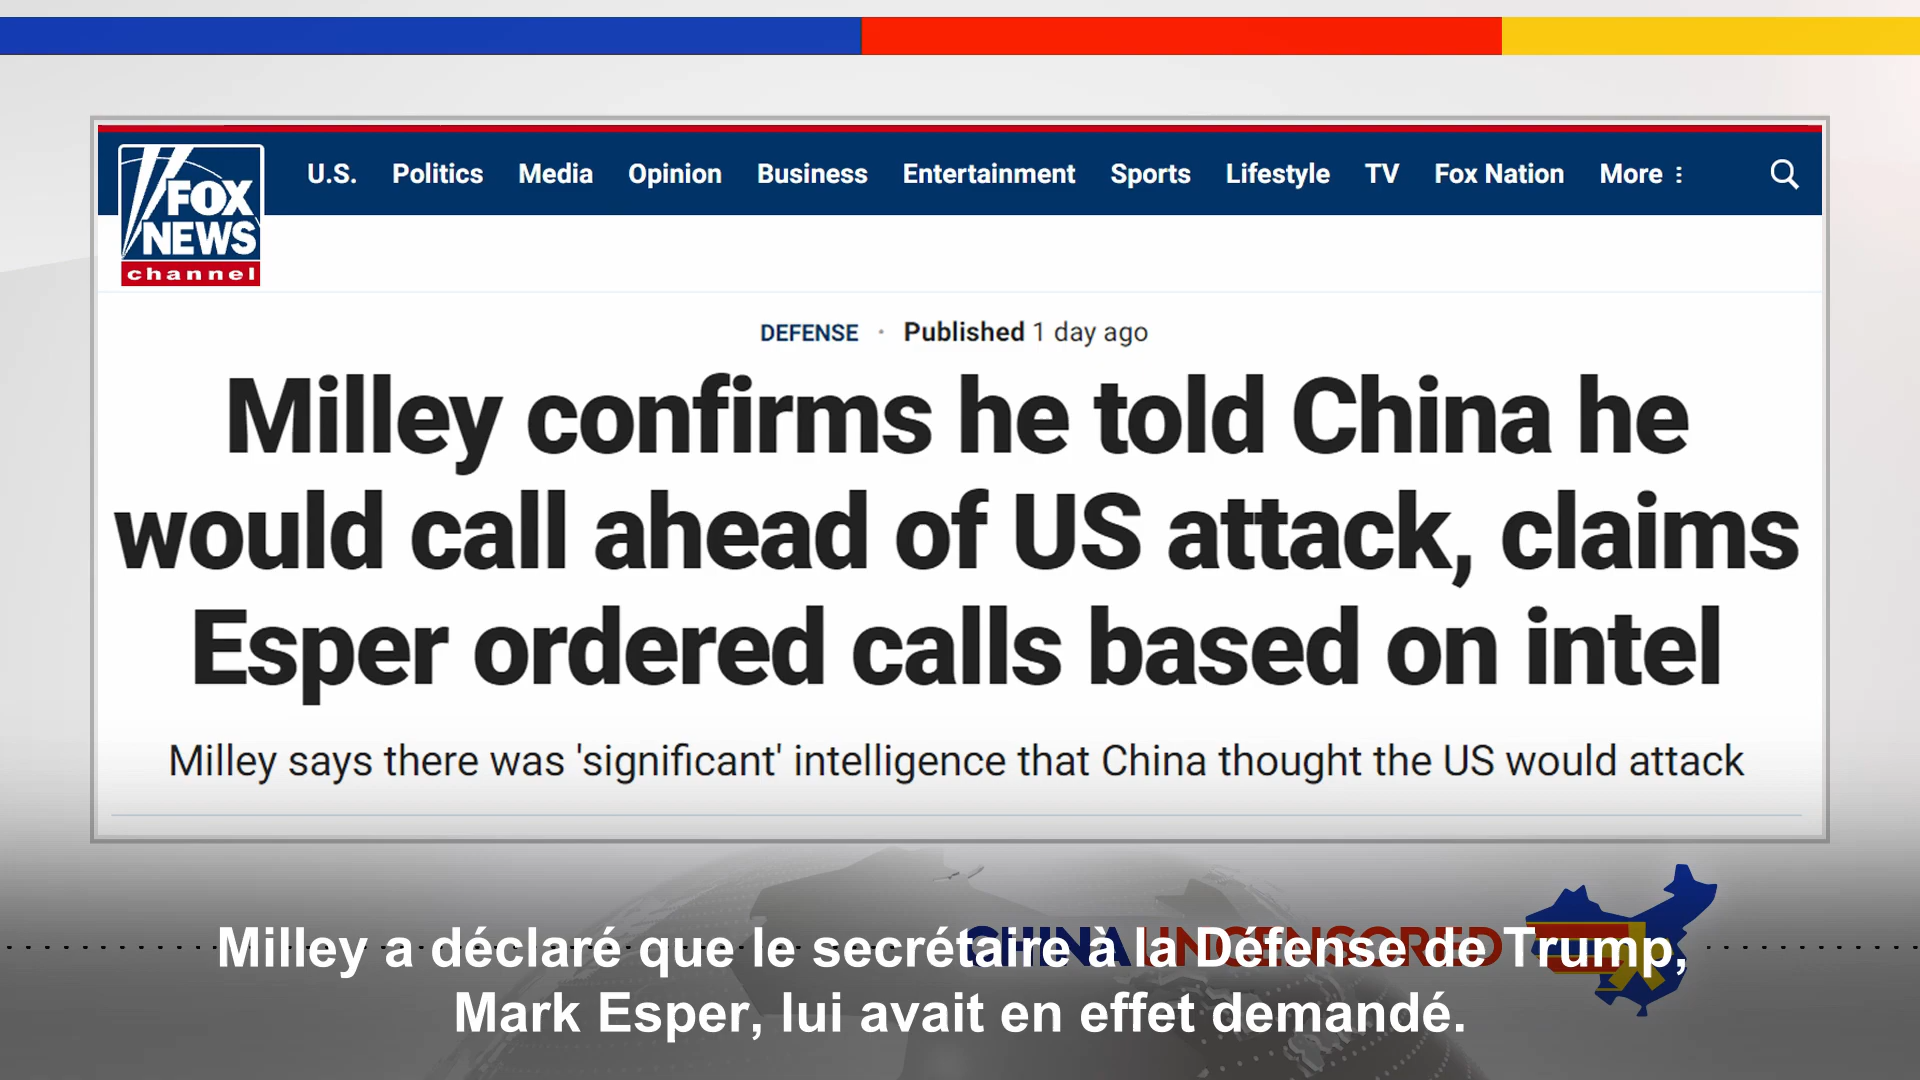 FOX
NEWS
channel
U.S. Politics Media Opinion Business Entertainment Sports Lifestyle TV Fox Nation More
DEFENSE · Published 1 day ago
Milley confirms he told China he
would call ahead of US attack, claims
Esper ordered calls based on intel
Milley says there was 'significant' intelligence that China thought the US would attack
CHINA UNCENSORED
Milley a déclaré que le secrétaire à la Défense de Trump,
Mark Esper, lui avait en effet demandé.